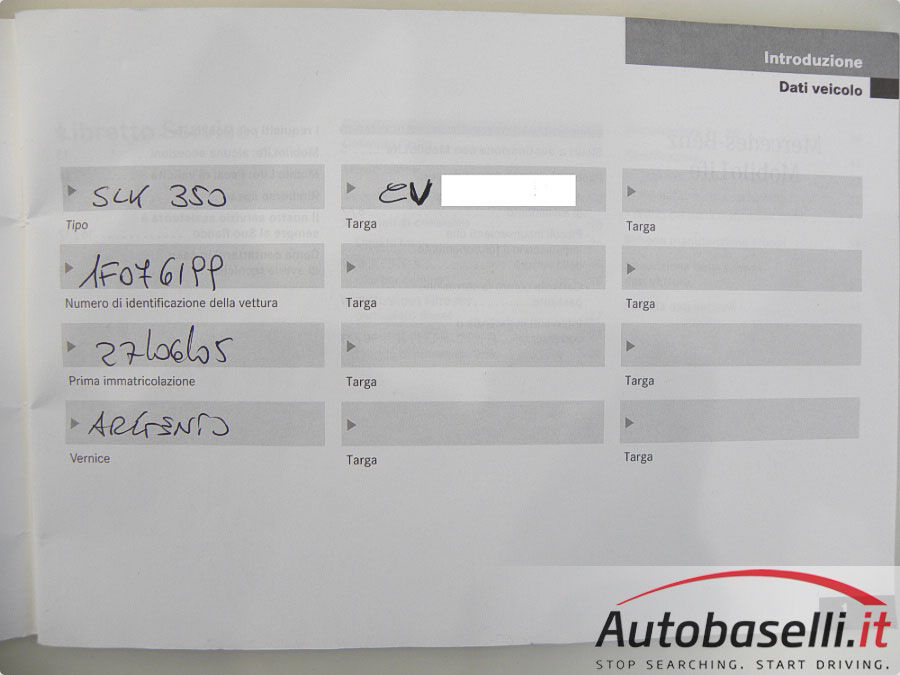 Introduzione
Dati veicolo
SLK 350
Tipo
EV
Targa
Targa
1F076199
Numero di identificazione della vettura
Targa
Targa
27/06/05
Prima immatricolazione
Targa
Targa
ARGENTO
Vernice
Targa
Targa
Autobaselli.it
STOP SEARCHING. START DRIVING.